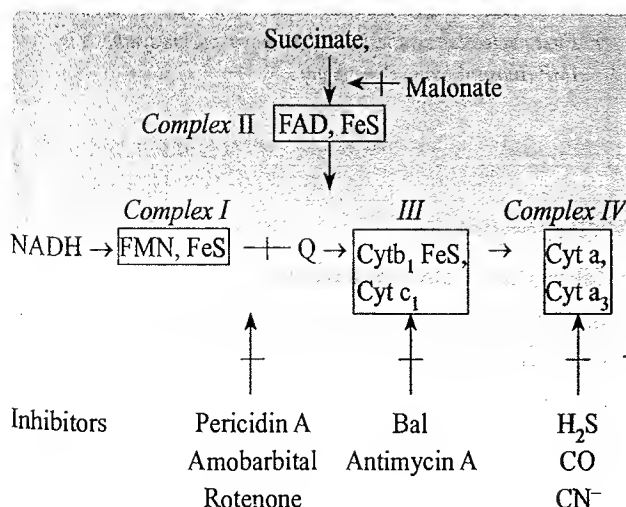 Succinate,
Malonate
Complex II FAD, FeS
Complex I III Complex IV
NADH → FMN, FeS Q → Cytb₁ FeS, → Cyt a,
Cyt c₁ Cyt a₃
Inhibitors Pericidin A Bal H₂S
Amobarbital Antimycin A CO
Rotenone CN⁻